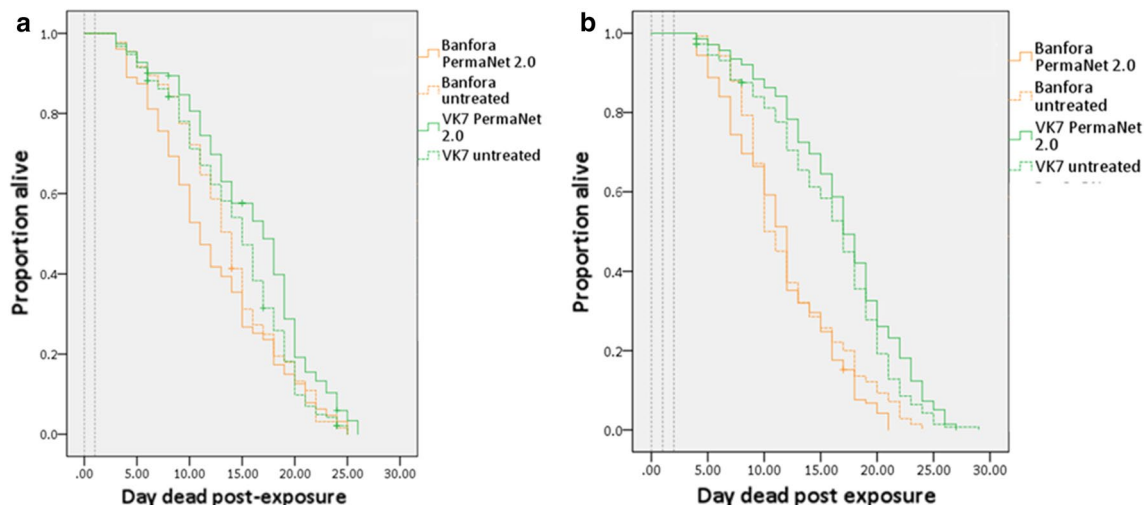 a
1.0
0.8
0.6
0.4
0.2
0.0
Proportion alive
.00 5.00 10.00 15.00 20.00 25.00 30.00
Day dead post-exposure
Banfora
PermaNet 2.0
Banfora
untreated
VK7 PermaNet
2.0
VK7 untreated
b
1.0
0.8
0.6
0.4
0.2
0.0
Proportion alive
.00 5.00 10.00 15.00 20.00 25.00 30.00
Day dead post exposure
Banfora
PermaNet 2.0
Banfora
untreated
VK7 PermaNet
2.0
VK7 untreated